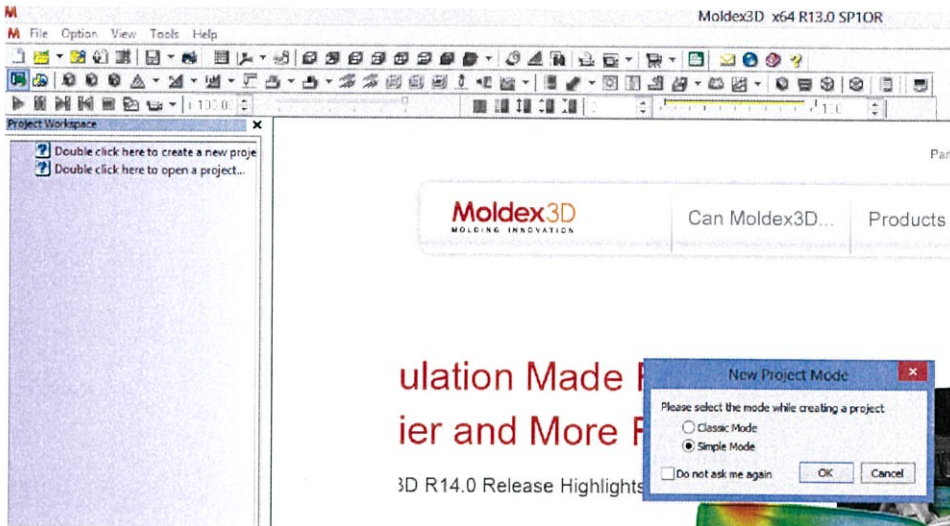 Moldex3D x64 R13.0 SP1OR
File Option View Tools Help
Project Workspace
Double click here to create a new proje
Double click here to open a project...
Par
Moldex3D
MOLDING INNOVATION
Can Moldex3D...
Products
ulation Made F
ier and More F
3D R14.0 Release Highlights
New Project Mode
Please select the mode while creating a project
Classic Mode
Simple Mode
Do not ask me again
OK
Cancel